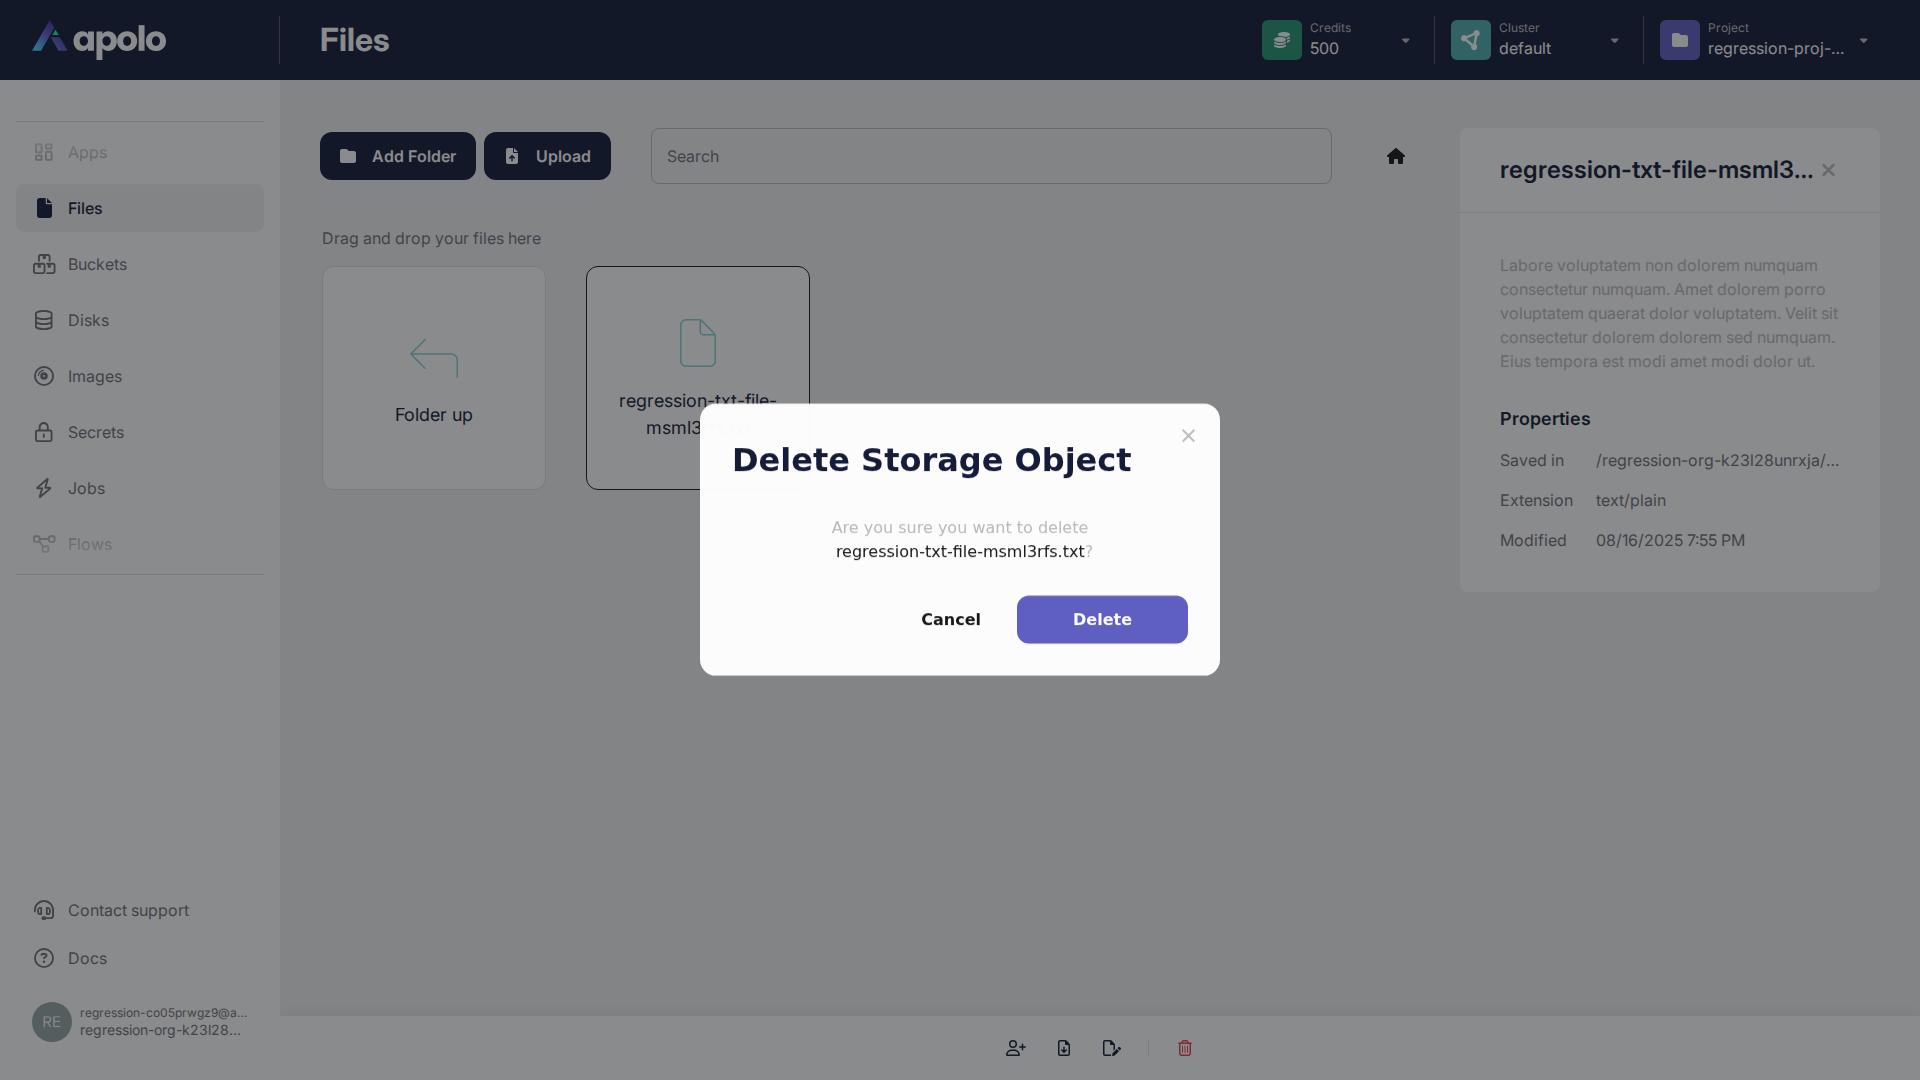 apolo
Files
Credits
500
Cluster
default
Project
regression-proj-...
Apps
Files
Buckets
Disks
Images
Secrets
Jobs
Flows
Contact support
Docs
RE
regression-co05prwgz9@a...
regression-org-k23l28...
Add Folder
Upload
Search
Drag and drop your files here
Folder up
regression-txt-file-
msml3
regression-txt-file-msml3...
Labore voluptatem non dolorem numquam
consectetur numquam. Amet dolorem porro
voluptatem quaerat dolor voluptatem. Velit sit
consectetur dolorem dolorem sed numquam.
Eius tempora est modi amet modi dolor ut.
Properties
Saved in /regression-org-k23l28unrxja/...
Extension text/plain
Modified 08/16/2025 7:55 PM
Delete Storage Object
Are you sure you want to delete
regression-txt-file-msml3rfs.txt?
Cancel
Delete